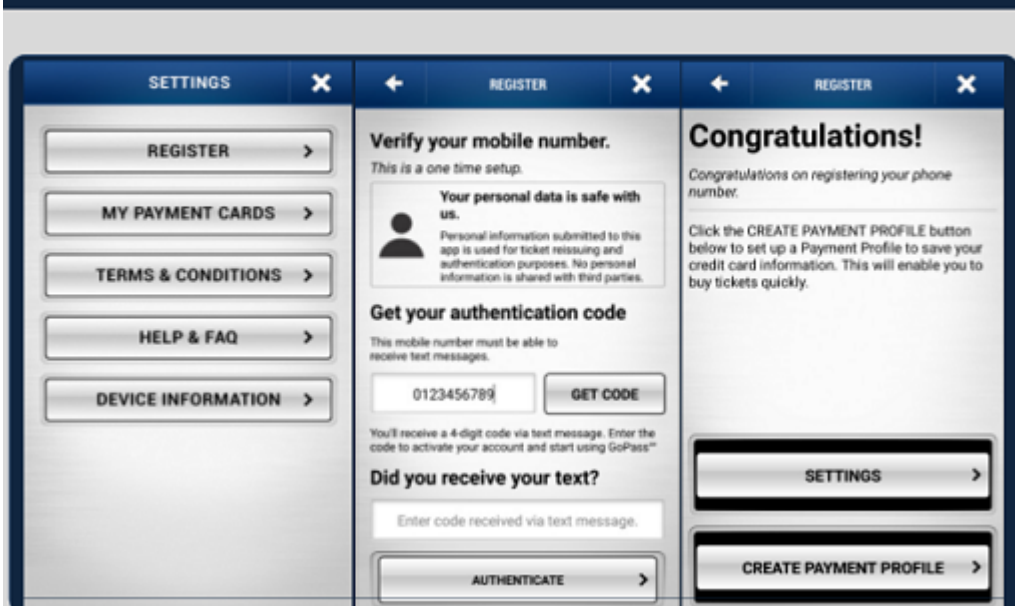 SETTINGS
REGISTER
MY PAYMENT CARDS
TERMS & CONDITIONS
HELP & FAQ
DEVICE INFORMATION
REGISTER
Verify your mobile number.
This is a one time setup.
Your personal data is safe with
us.
Personal information submitted to this
app is used for ticket reissuing and
authentication purposes. No personal
information is shared with third parties.
Get your authentication code
This mobile number must be able to
receive text messages.
0123456789
GET CODE
You'll receive a 4-digit code via text message. Enter the
code to activate your account and start using GoPass℠
Did you receive your text?
Enter code received via text message.
AUTHENTICATE
REGISTER
Congratulations!
Congratulations on registering your phone
number.
Click the CREATE PAYMENT PROFILE button
below to set up a Payment Profile to save your
credit card information. This will enable you to
buy tickets quickly.
SETTINGS
CREATE PAYMENT PROFILE